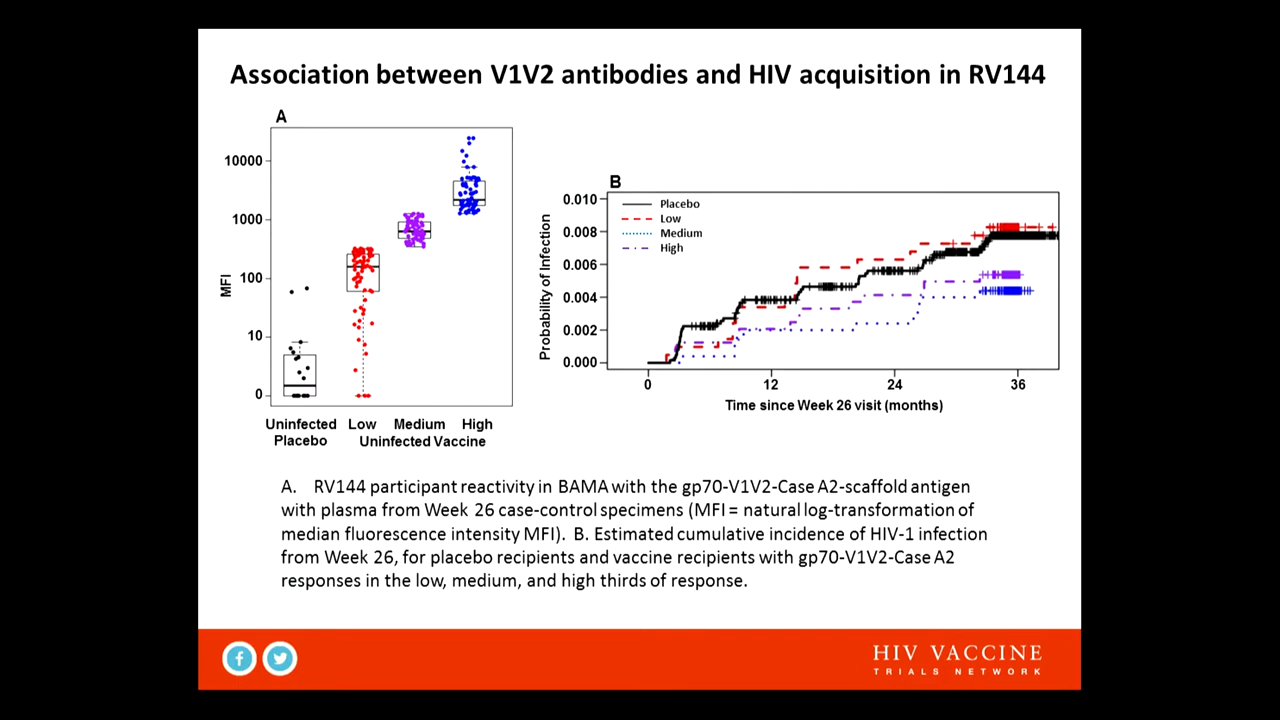 Association between V1V2 antibodies and HIV acquisition in RV144
A
10000
1000
100
10
0
MFI
Uninfected Low Medium High
Placebo Uninfected Vaccine
B
0.010
0.008
0.006
0.004
0.002
0.000
Probability of Infection
Placebo
Low
Medium
High
0 12 24 36
Time since Week 26 visit (months)
A. RV144 participant reactivity in BAMA with the gp70-V1V2-Case A2-scaffold antigen
with plasma from Week 26 case-control specimens (MFI = natural log-transformation of
median fluorescence intensity MFI). B. Estimated cumulative incidence of HIV-1 infection
from Week 26, for placebo recipients and vaccine recipients with gp70-V1V2-Case A2
responses in the low, medium, and high thirds of response.
HIV VACCINE
TRIALS NETWORK